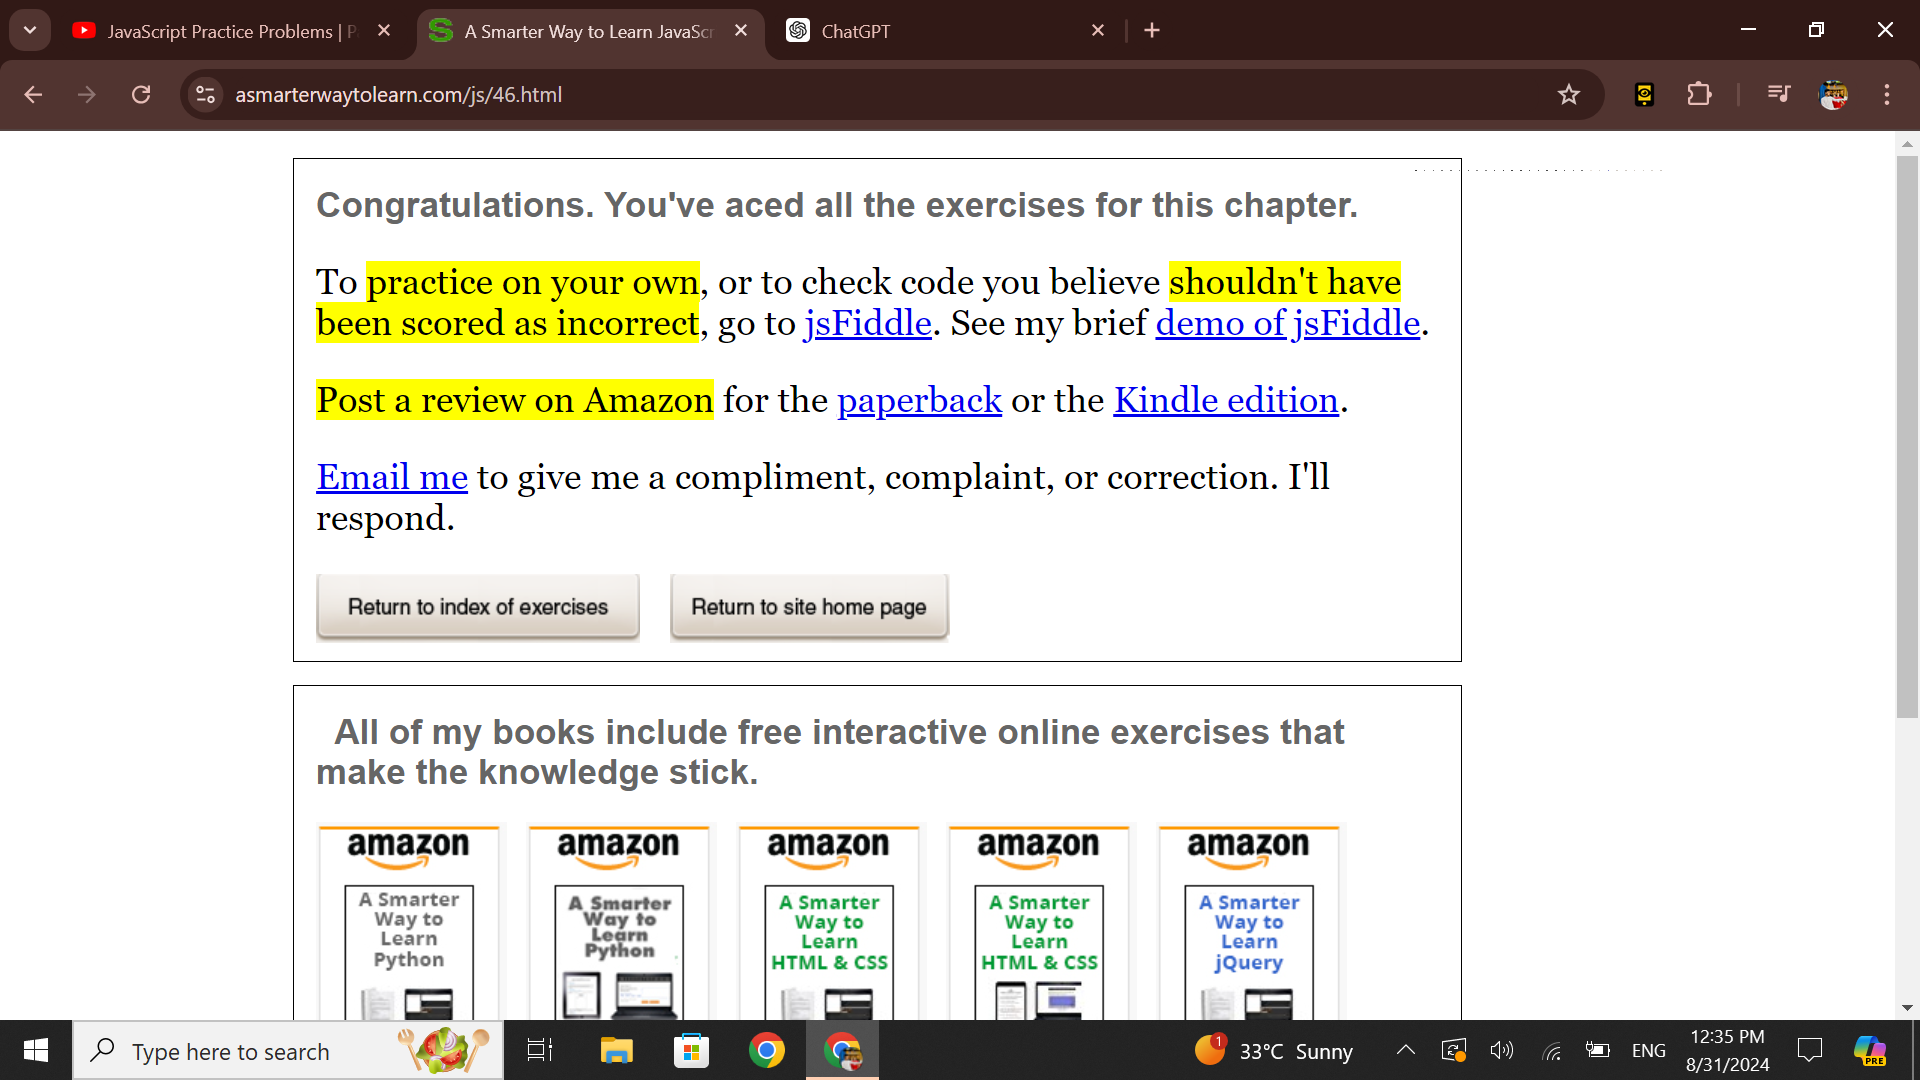 JavaScript Practice Problems | P
A Smarter Way to Learn JavaScr
ChatGPT
asmarterwaytolearn.com/js/46.html
Congratulations. You've aced all the exercises for this chapter.
To practice on your own, or to check code you believe shouldn't have
been scored as incorrect, go to jsFiddle. See my brief demo of jsFiddle.
Post a review on Amazon for the paperback or the Kindle edition.
Email me to give me a compliment, complaint, or correction. I'll
respond.
Return to index of exercises
Return to site home page
All of my books include free interactive online exercises that
make the knowledge stick.
amazon
A Smarter
Way to
Learn
Python
amazon
A Smarter
Way to
Learn
Python
amazon
A Smarter
Way to
Learn
HTML & CSS
amazon
A Smarter
Way to
Learn
HTML & CSS
amazon
A Smarter
Way to
Learn
jQuery
Type here to search
1
33°C Sunny
ENG
12:35 PM
8/31/2024
PRE